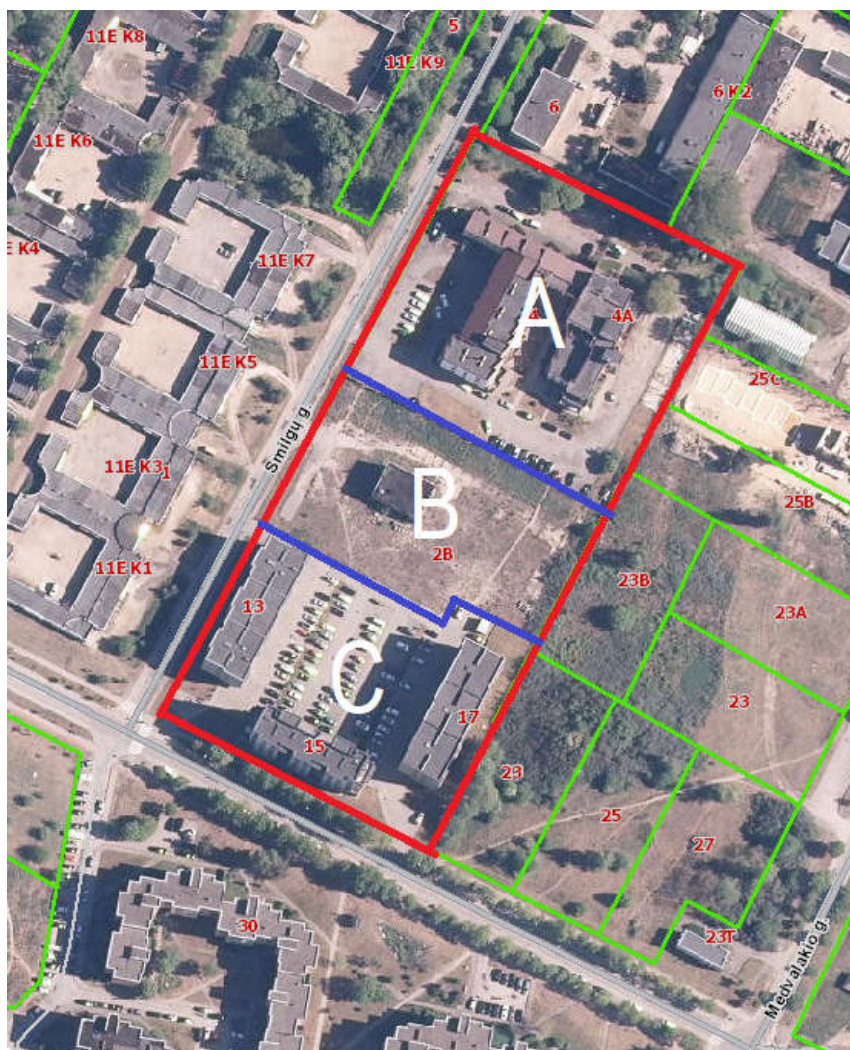 5
11E K8
11E K9
6
6 K2
11E K6
E K4
11E K7
A
4
4A
11E K5
25C
Smilgų g.
11E K3
1
B
2B
25B
11E K1
23B
13
23A
C
23
17
15
23
25
27
30
23T
Medvalakio g.